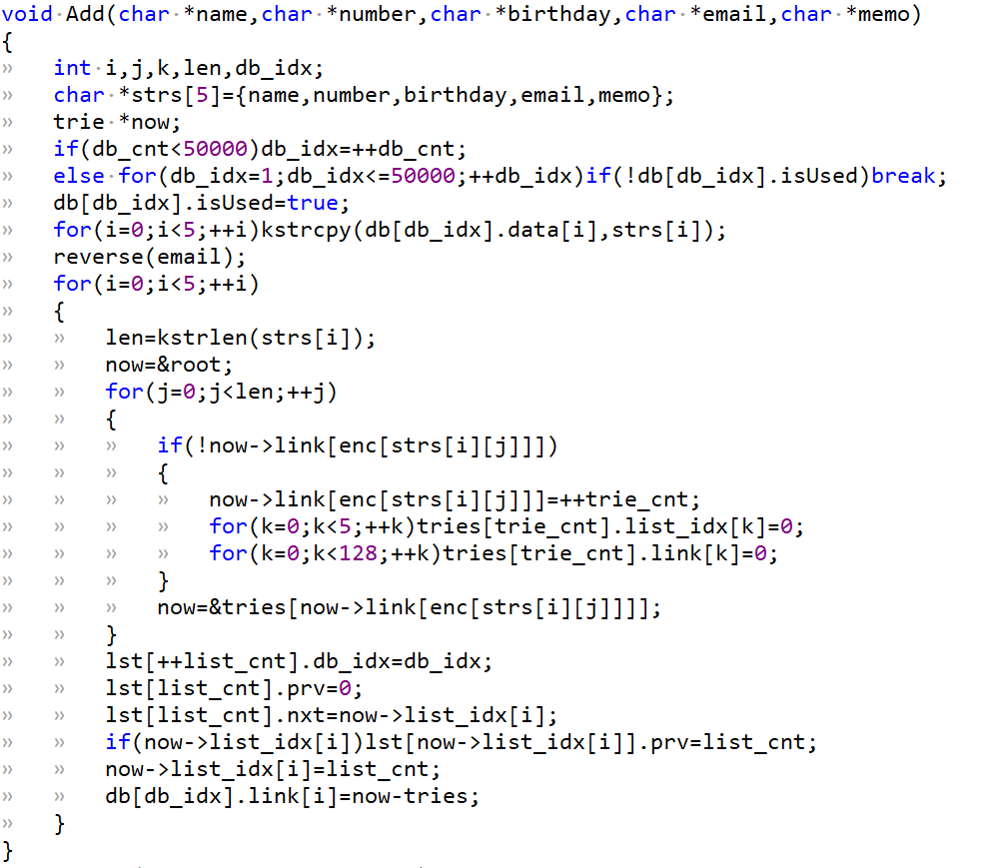 void Add(char *name,char *number,char *birthday,char *email,char *memo)
{
    int i,j,k,len,db_idx;
    char *strs[5]={name,number,birthday,email,memo};
    trie *now;
    if(db_cnt<50000)db_idx=++db_cnt;
    else for(db_idx=1;db_idx<=50000;++db_idx)if(!db[db_idx].isUsed)break;
    db[db_idx].isUsed=true;
    for(i=0;i<5;++i)kstrcpy(db[db_idx].data[i],strs[i]);
    reverse(email);
    for(i=0;i<5;++i)
    {
        len=kstrlen(strs[i]);
        now=&root;
        for(j=0;j<len;++j)
        {
            if(!now->link[enc[strs[i][j]]])
            {
                now->link[enc[strs[i][j]]]=++trie_cnt;
                for(k=0;k<5;++k)tries[trie_cnt].list_idx[k]=0;
                for(k=0;k<128;++k)tries[trie_cnt].link[k]=0;
            }
            now=&tries[now->link[enc[strs[i][j]]]];
        }
        lst[++list_cnt].db_idx=db_idx;
        lst[list_cnt].prv=0;
        lst[list_cnt].nxt=now->list_idx[i];
        if(now->list_idx[i])lst[now->list_idx[i]].prv=list_cnt;
        now->list_idx[i]=list_cnt;
        db[db_idx].link[i]=now-tries;
    }
}